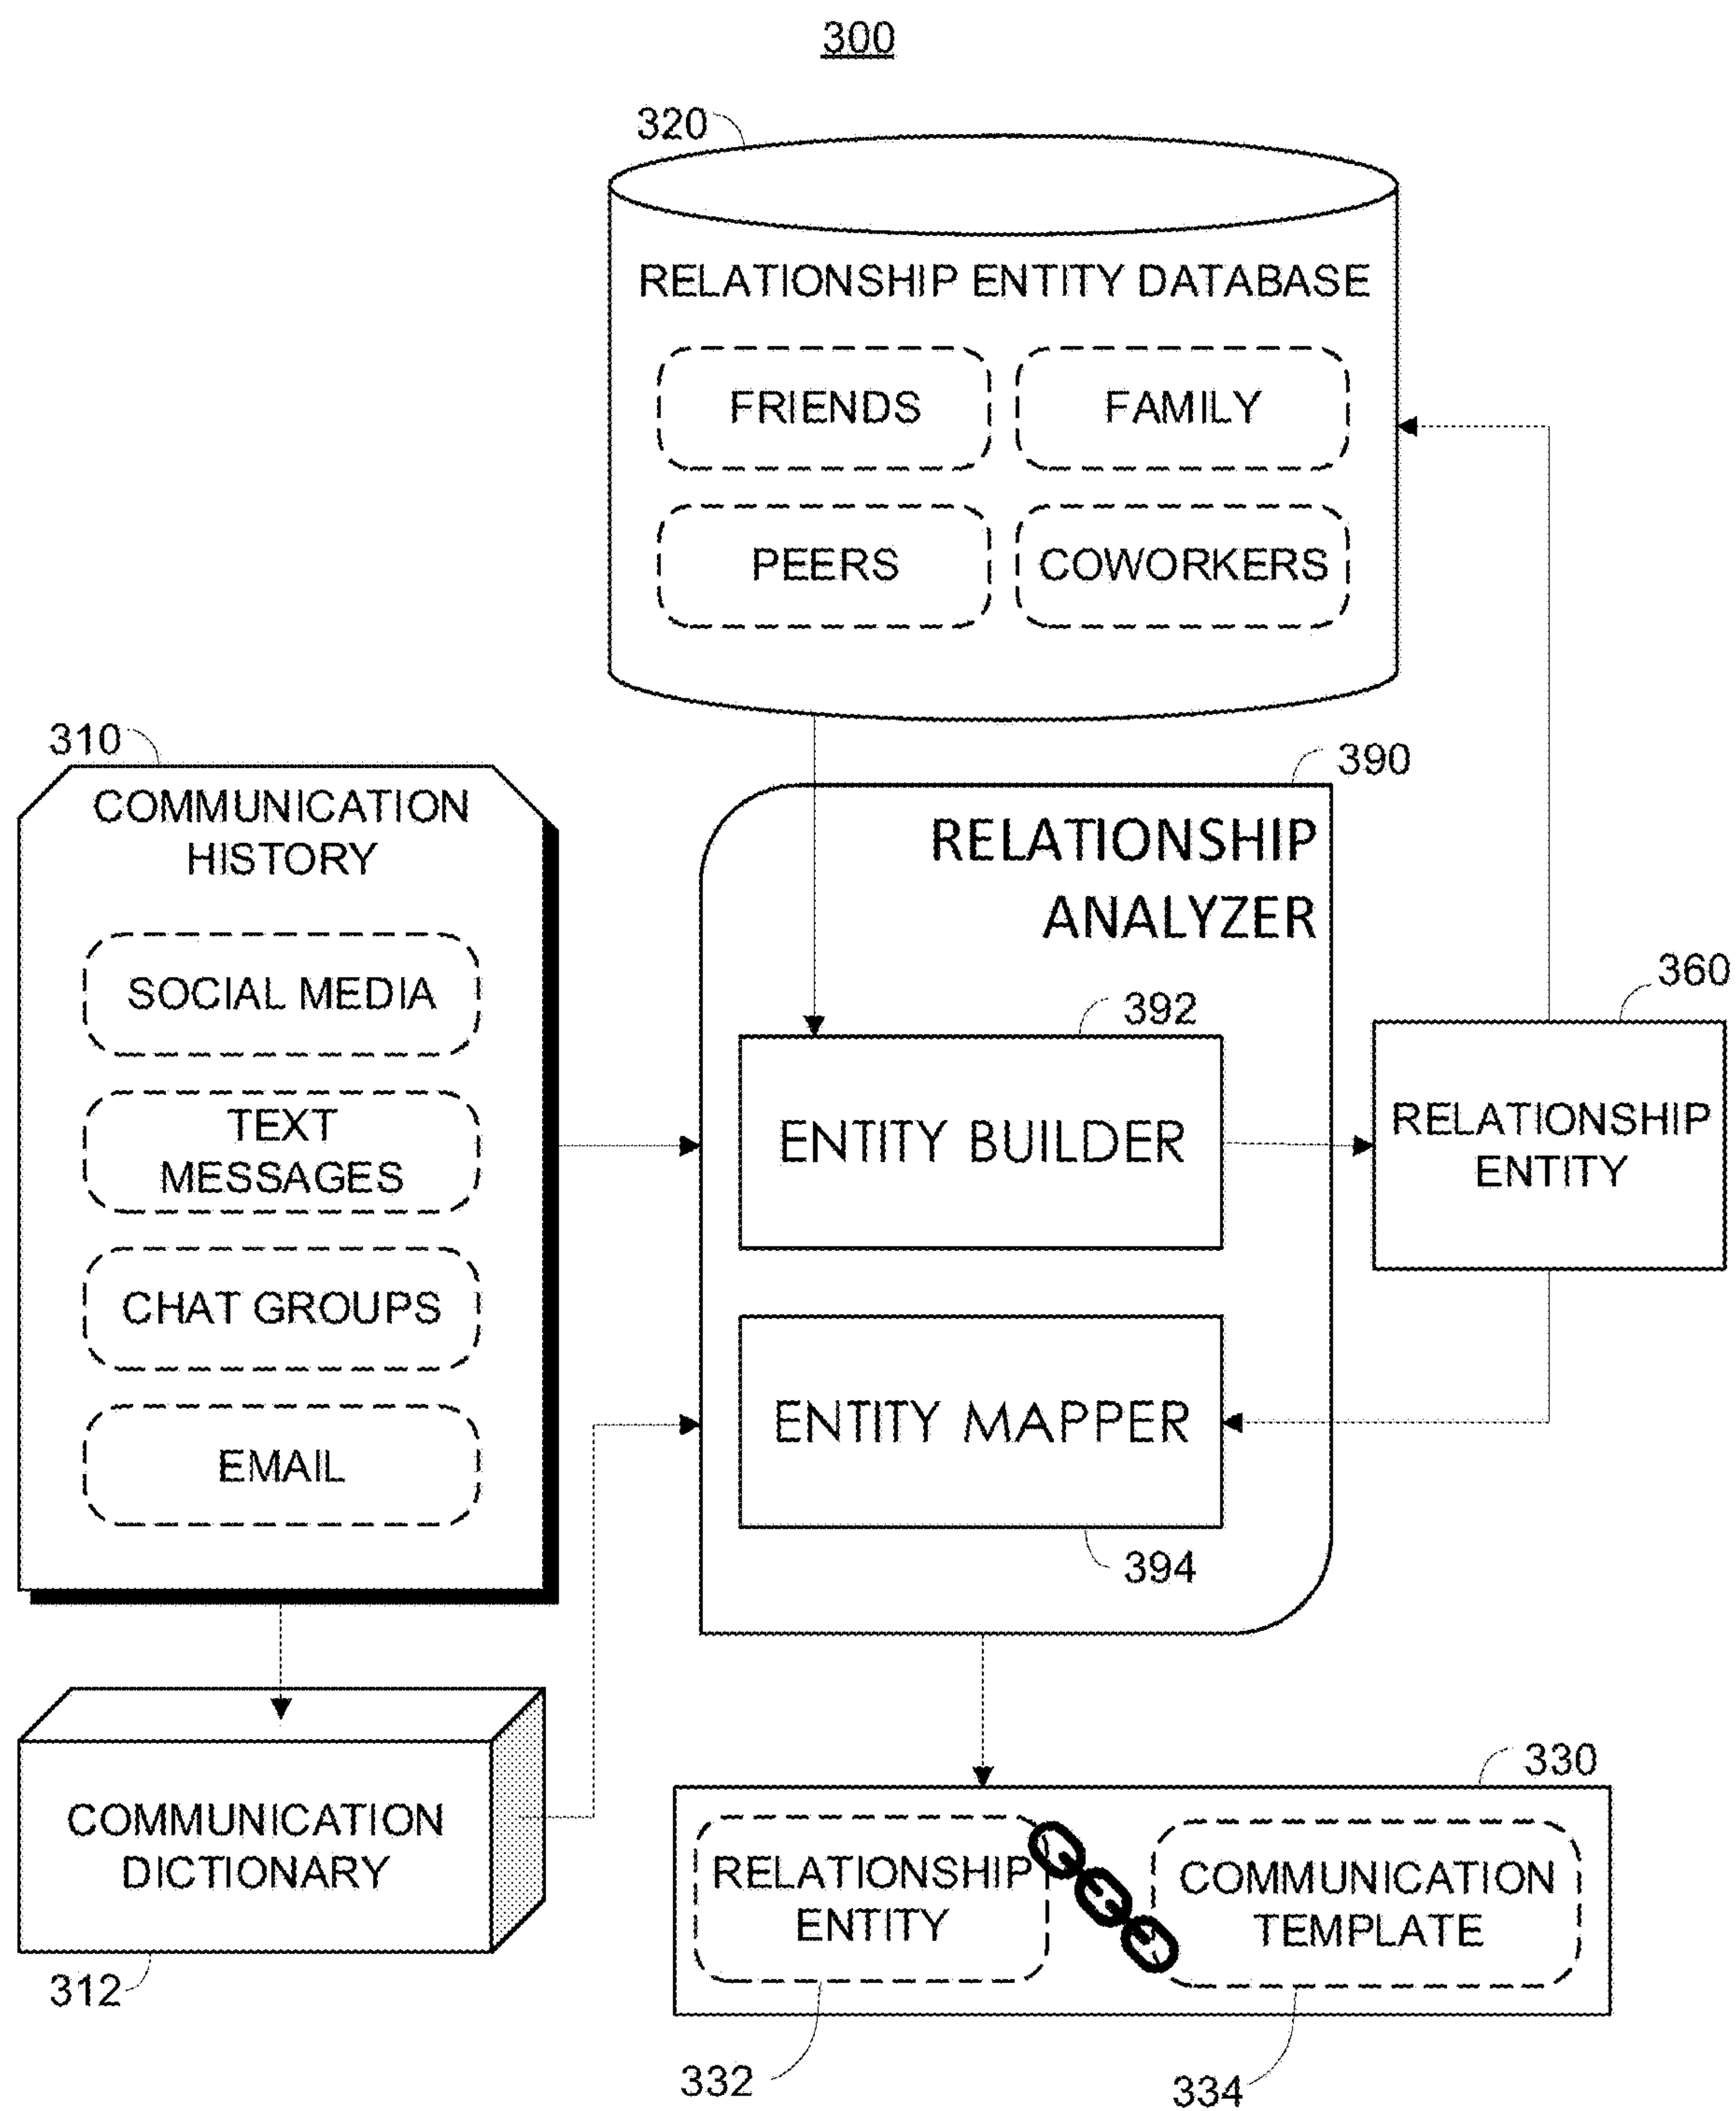 300
320
RELATIONSHIP ENTITY DATABASE
FRIENDS
FAMILY
PEERS
COWORKERS
310
COMMUNICATION
HISTORY
SOCIAL MEDIA
TEXT
MESSAGES
CHAT GROUPS
EMAIL
390
RELATIONSHIP
ANALYZER
392
ENTITY BUILDER
ENTITY MAPPER
394
360
RELATIONSHIP
ENTITY
COMMUNICATION
DICTIONARY
312
330
RELATIONSHIP
ENTITY
COMMUNICATION
TEMPLATE
332
334